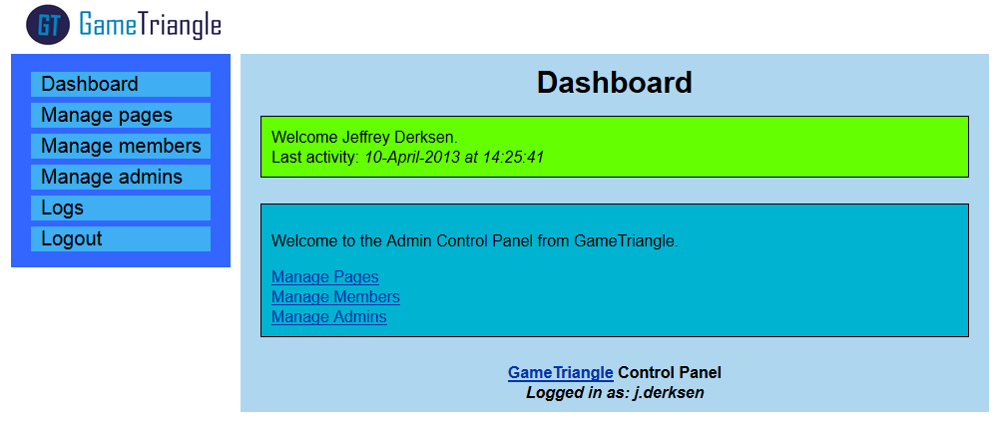 GT GameTriangle
Dashboard
Manage pages
Manage members
Manage admins
Logs
Logout
Dashboard
Welcome Jeffrey Derksen.
Last activity: 10-April-2013 at 14:25:41
Welcome to the Admin Control Panel from GameTriangle.
Manage Pages
Manage Members
Manage Admins
GameTriangle Control Panel
Logged in as: j.derksen